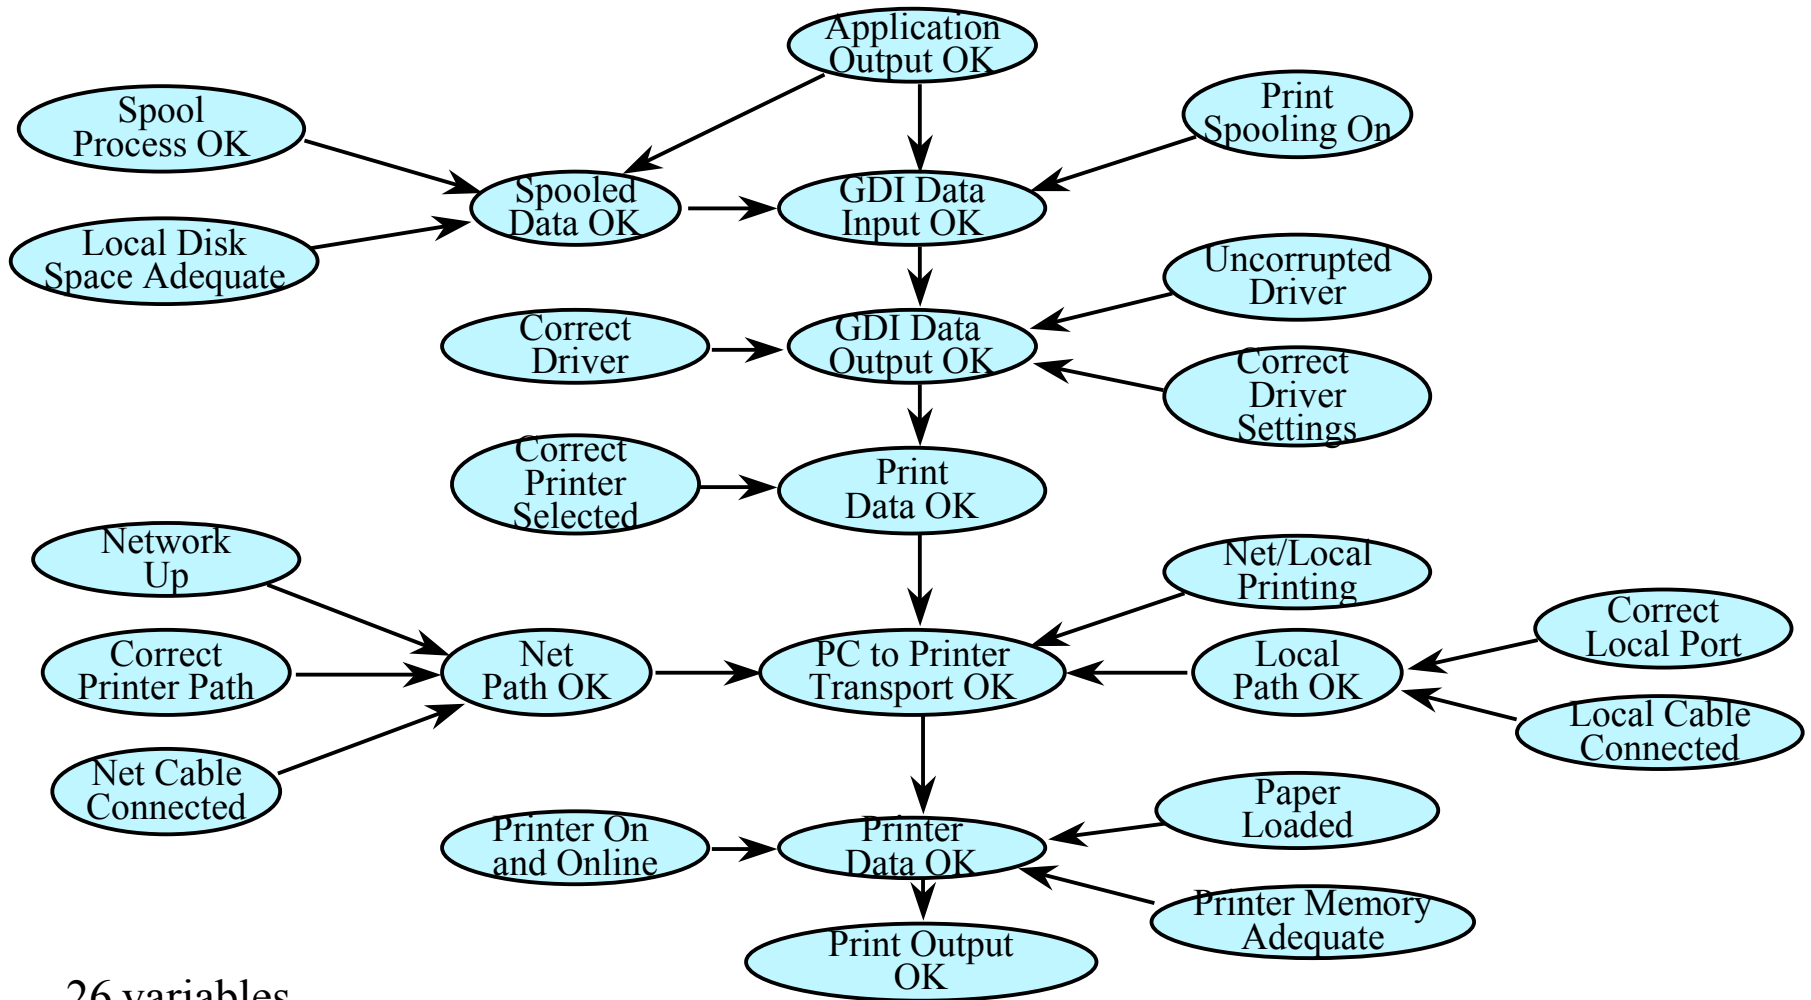 Application
Output OK
Spool
Process OK
Print
Spooling On
Spooled
Data OK
GDI Data
Input OK
Local Disk
Space Adequate
Uncorrupted
Driver
Correct
Driver
GDI Data
Output OK
Correct
Driver
Settings
Correct
Printer
Selected
Print
Data OK
Network
Up
Net/Local
Printing
Correct
Local Port
Correct
Printer Path
Net
Path OK
PC to Printer
Transport OK
Local
Path OK
Local Cable
Connected
Net Cable
Connected
Paper
Loaded
Printer On
and Online
Printer
Data OK
Printer Memory
Adequate
Print Output
OK
26 variables